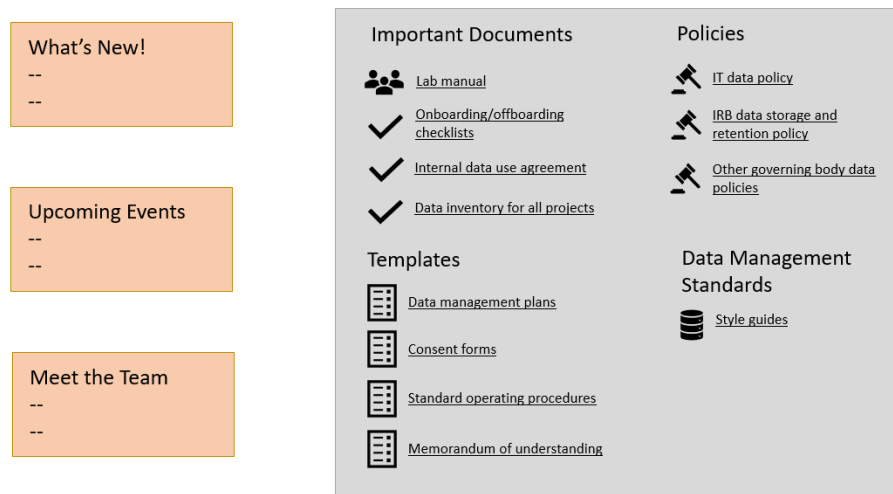 What's New!
--
--
Upcoming Events
--
--
Meet the Team
--
--
Important Documents
Lab manual
Onboarding/offboarding
checklists
Internal data use agreement
Data inventory for all projects
Templates
Data management plans
Consent forms
Standard operating procedures
Memorandum of understanding
Policies
IT data policy
IRB data storage and
retention policy
Other governing body data
policies
Data Management
Standards
Style guides